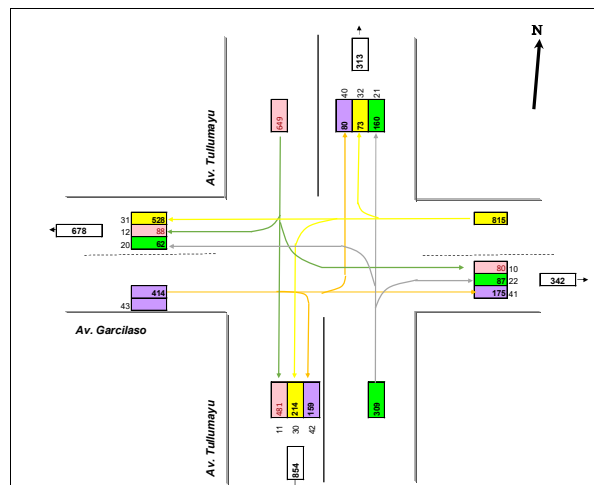 N
313
40 32 21
80 73 160
649
Av. Tullumayu
31 528
12 88
20 62
678
815
80 10
87 22
175 41
342
414
43
Av. Garcilaso
481 214 159
309
11 30 42
854
Av. Tullumayu